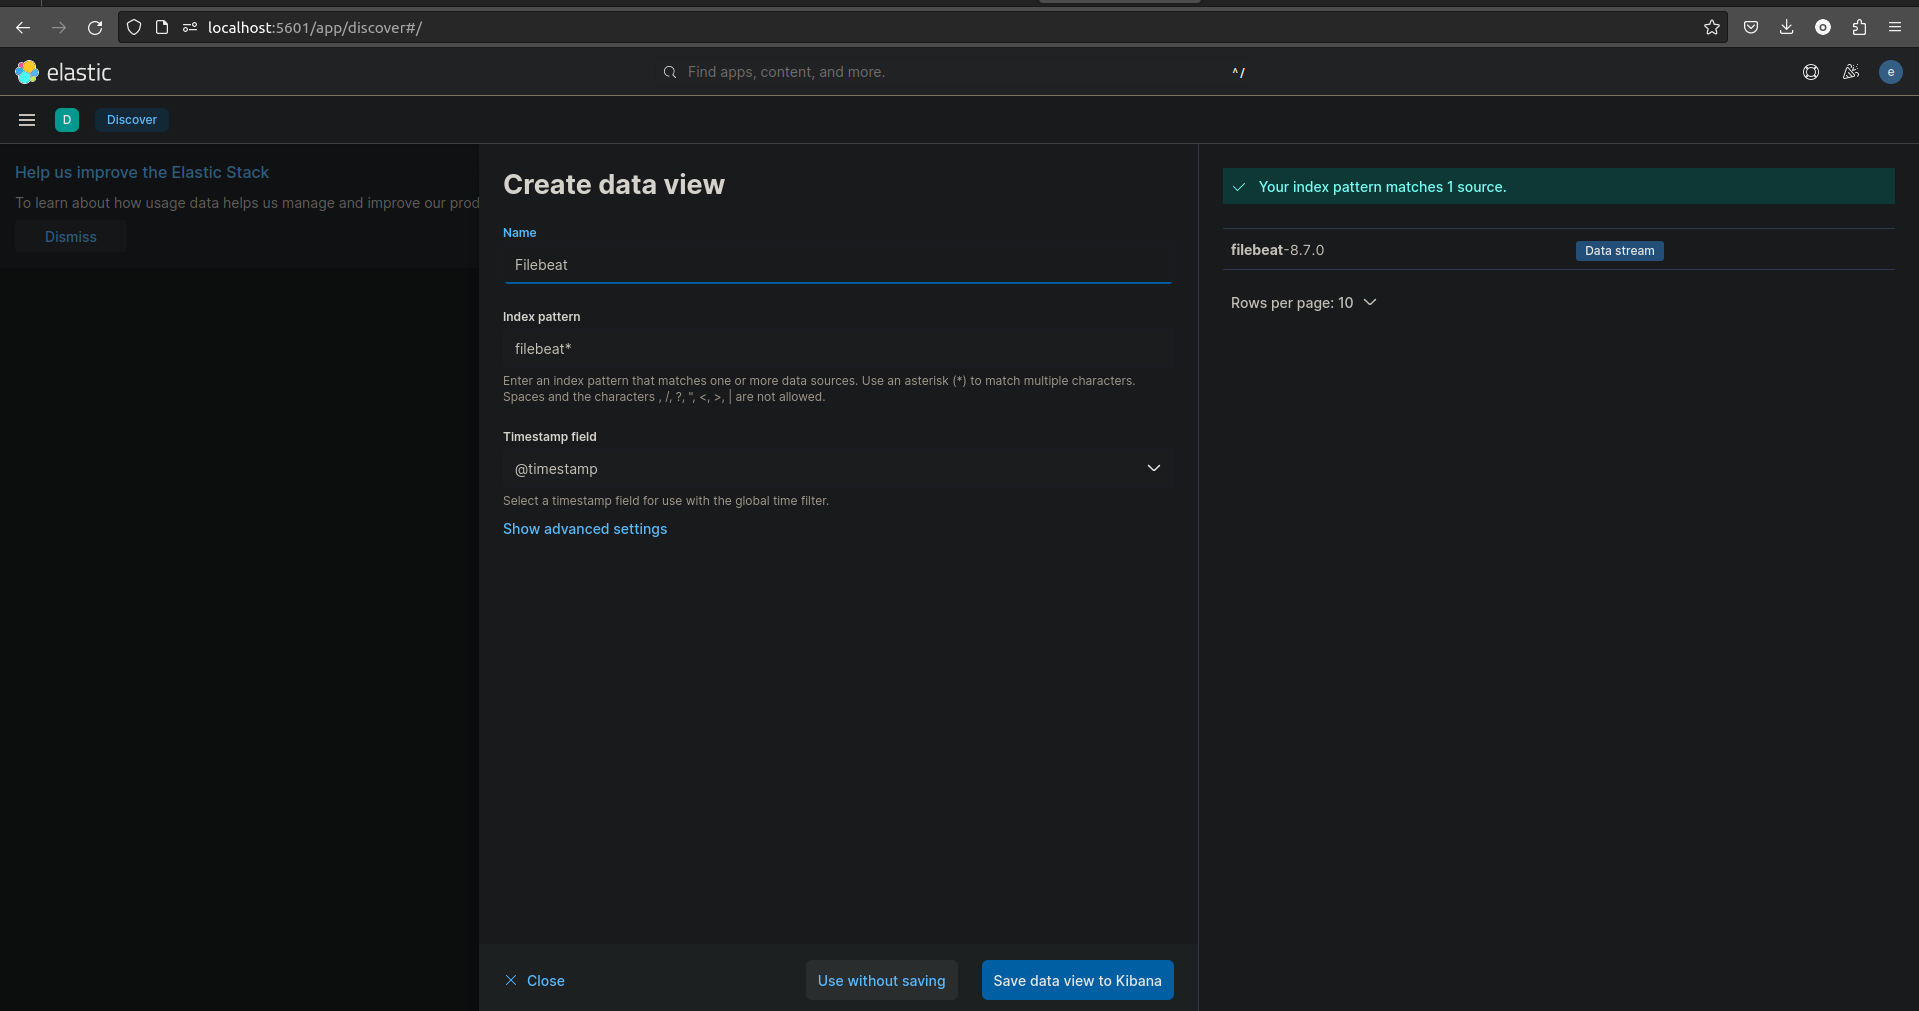 localhost:5601/app/discover#/
elastic
Find apps, content, and more.
^/
e
D
Discover
Help us improve the Elastic Stack
To learn about how usage data helps us manage and improve our prod
Dismiss
Create data view
Name
Filebeat
Index pattern
filebeat*
Enter an index pattern that matches one or more data sources. Use an asterisk (*) to match multiple characters.
Spaces and the characters , /, ?, ", <, >, | are not allowed.
Timestamp field
@timestamp
Select a timestamp field for use with the global time filter.
Show advanced settings
Close
Use without saving
Save data view to Kibana
Your index pattern matches 1 source.
filebeat-8.7.0
Data stream
Rows per page: 10